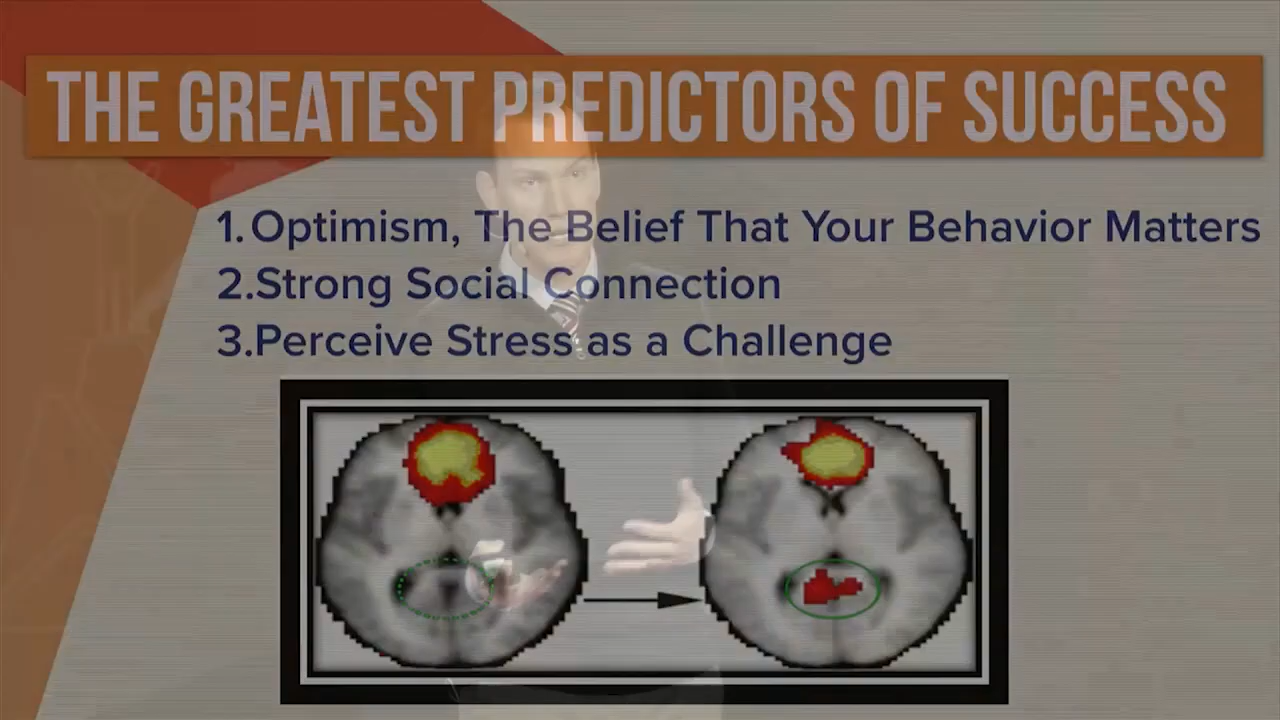 THE GREATEST PREDICTORS OF SUCCESS
1. Optimism, The Belief That Your Behavior Matters
2. Strong Social Connection
3. Perceive Stress as a Challenge